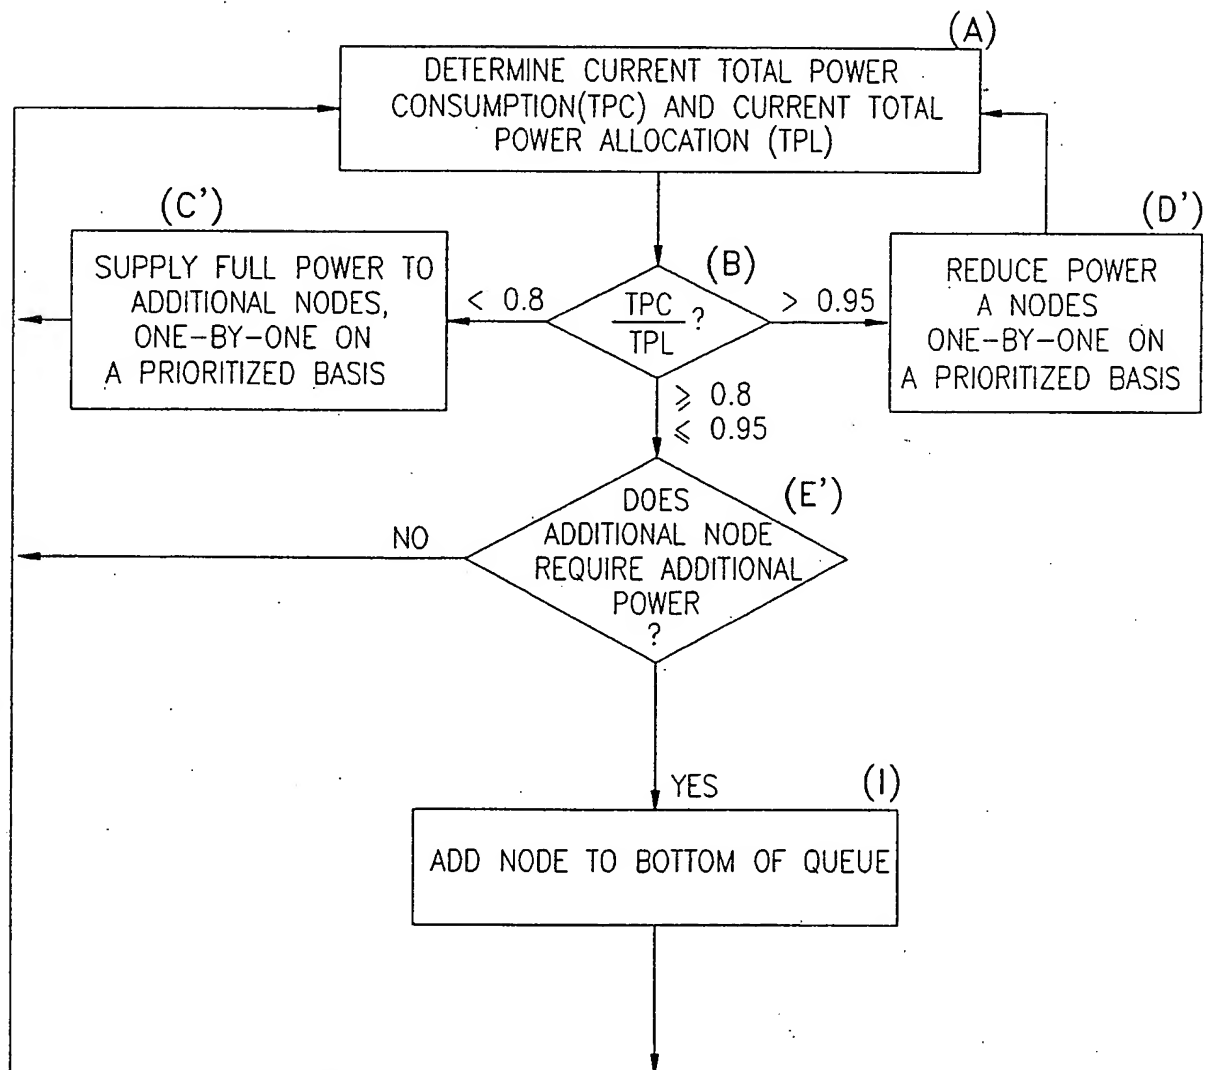 (A)
DETERMINE CURRENT TOTAL POWER
CONSUMPTION(TPC) AND CURRENT TOTAL
POWER ALLOCATION (TPL)
(C')
SUPPLY FULL POWER TO
ADDITIONAL NODES,
ONE-BY-ONE ON
A PRIORITIZED BASIS
< 0.8
(B)
TPC
?
TPL
> 0.95
(D')
REDUCE POWER
A NODES
ONE-BY-ONE ON
A PRIORITIZED BASIS
⩾ 0.8
⩽ 0.95
(E')
DOES
ADDITIONAL NODE
REQUIRE ADDITIONAL
POWER
?
NO
YES
(I)
ADD NODE TO BOTTOM OF QUEUE